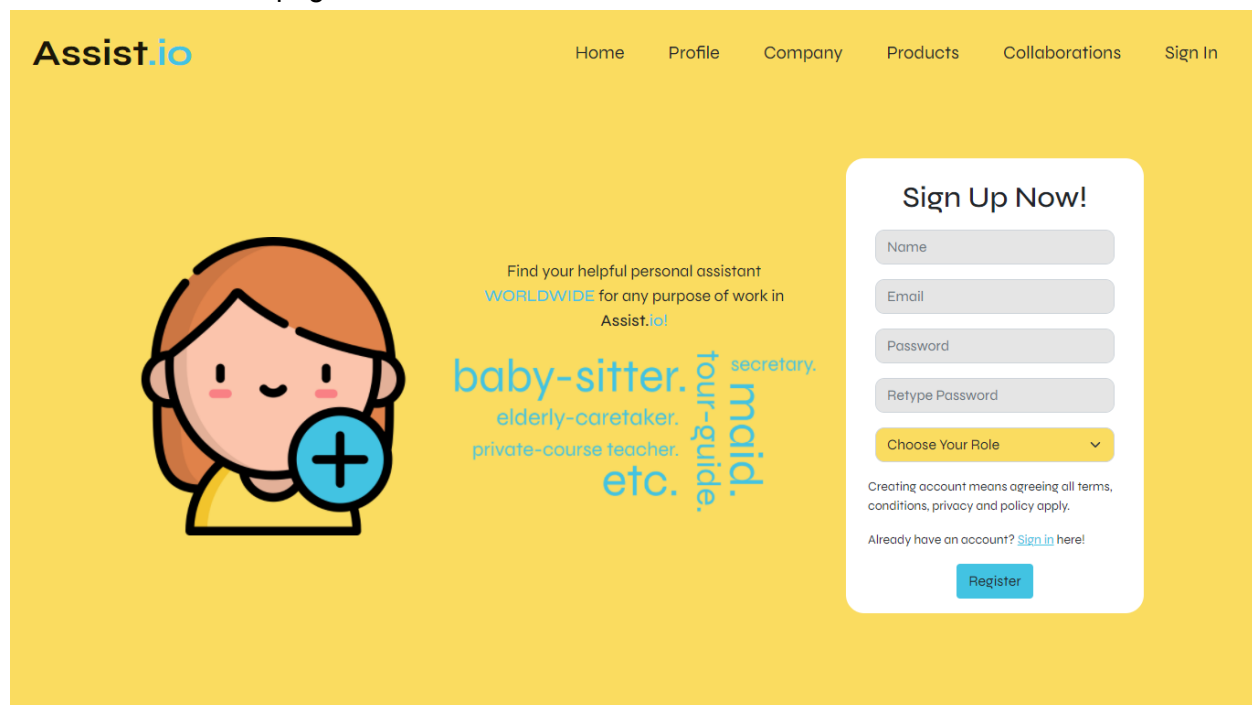 Assist.io
Home Profile Company Products Collaborations Sign In
Find your helpful personal assistant
WORLDWIDE for any purpose of work in
Assist.io!
baby-sitter.
elderly-caretaker.
private-course teacher.
etc.
tour-guide.
secretary.
maid.
Sign Up Now!
Name
Email
Password
Retype Password
Choose Your Role
Creating account means agreeing all terms,
conditions, privacy and policy apply.
Already have an account? Sign in here!
Register